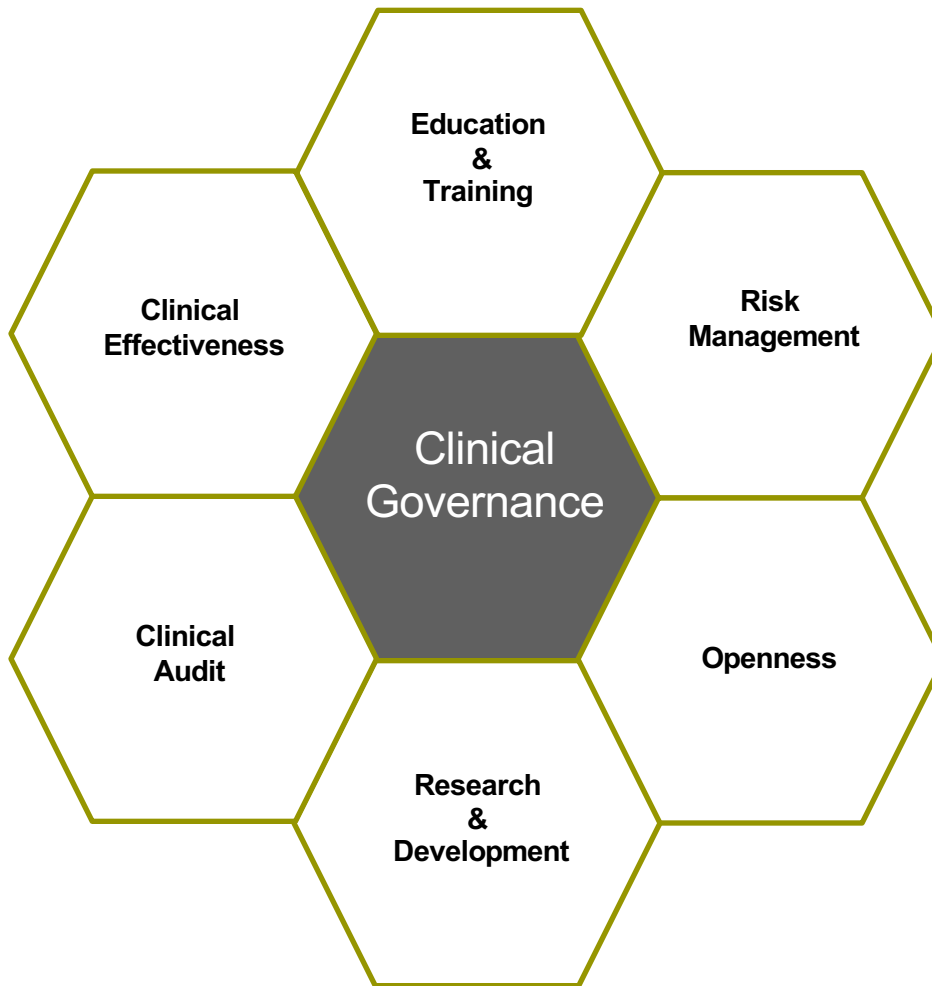 Education
&
Training
Clinical
Effectiveness
Risk
Management
Clinical
Governance
Clinical
Audit
Openness
Research
&
Development